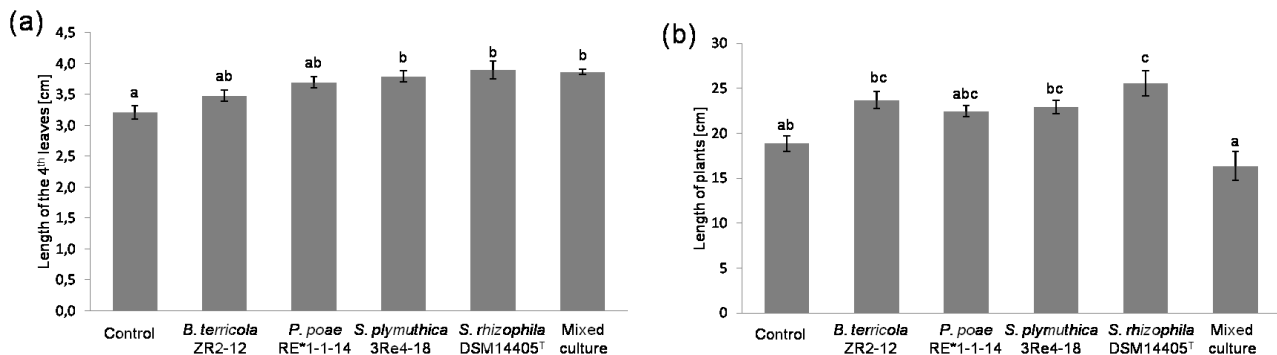 (a)
Length of the 4th leaves [cm]
4,5
4,0
3,5
3,0
2,5
2,0
1,5
1,0
0,5
0,0
a
ab
ab
b
b
b
Control
B. terricola
ZR2-12
P. poae
RE*1-1-14
S. plymuthica
3Re4-18
S. rhizophila
DSM14405T
Mixed
culture
(b)
Length of plants [cm]
30
25
20
15
10
5
0
ab
bc
abc
bc
c
a
Control
B. terricola
ZR2-12
P. poae
RE*1-1-14
S. plymuthica
3Re4-18
S. rhizophila
DSM14405T
Mixed
culture